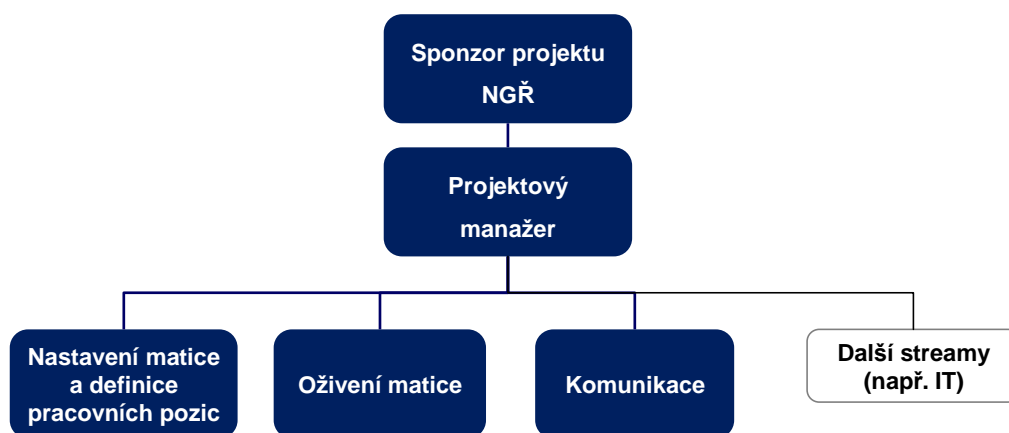 Sponzor projektu
NGŘ
Projektový
manažer
Nastavení matice
a definice
pracovních pozic
Oživení matice
Komunikace
Další streamy
(např. IT)